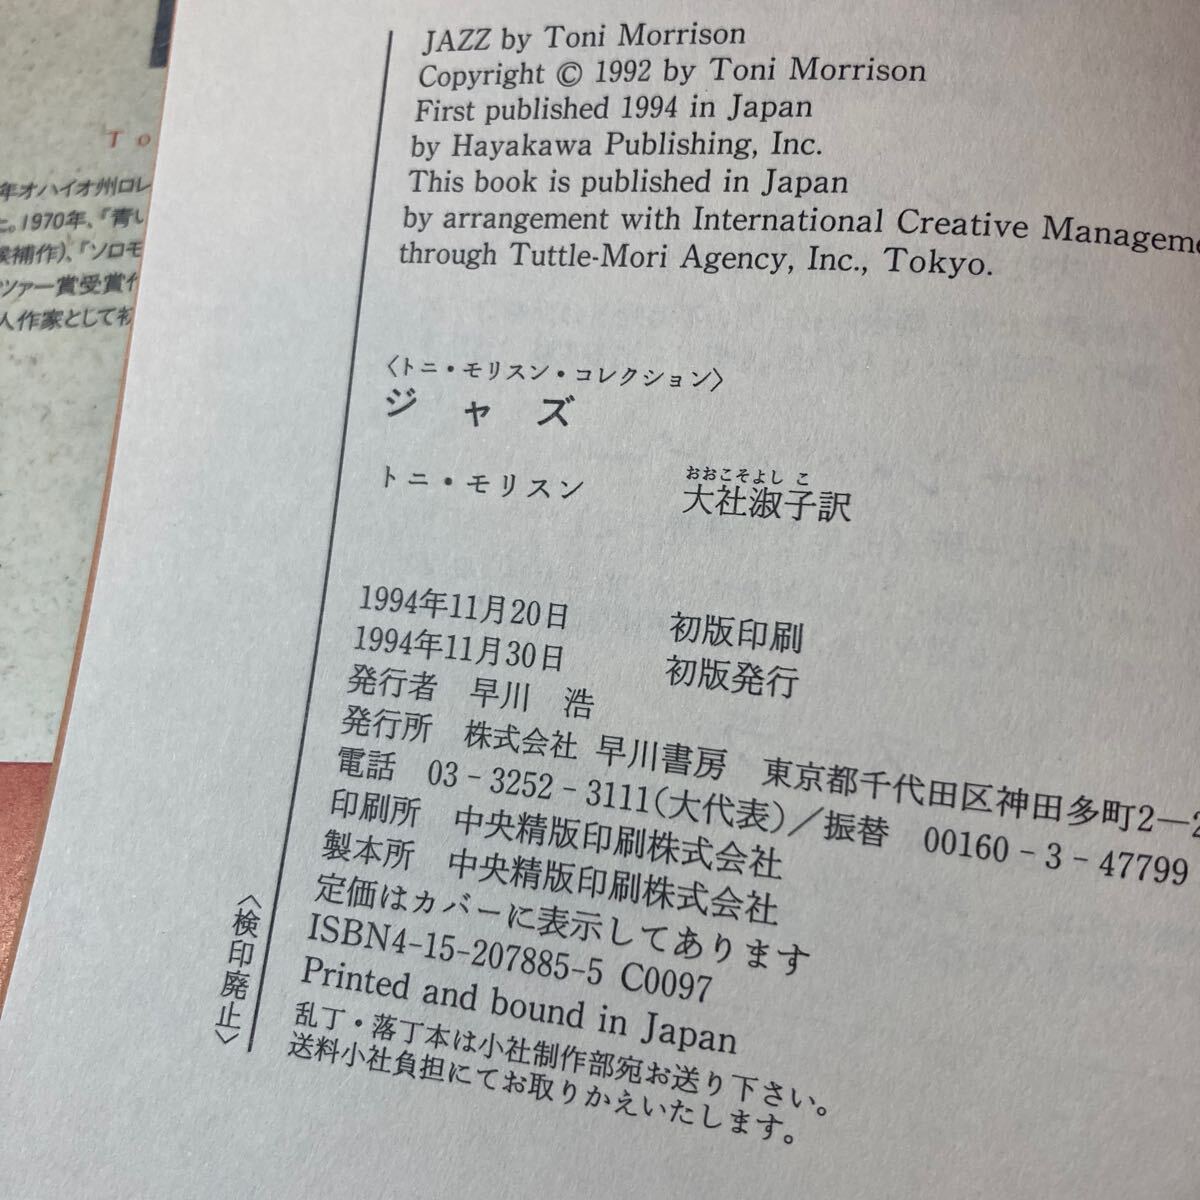 JAZZ by Toni Morrison
Copyright © 1992 by Toni Morrison
First published 1994 in Japan
by Hayakawa Publishing, Inc.
This book is published in Japan
by arrangement with International Creative
through Tuttle-Mori Agency, Inc., Tokyo.
〈トニ・モリスン・コレクション〉
ジャズ
トニ・モリスン 大社淑子訳
おおこそよしこ
1994年11月20日 初版印刷
1994年11月30日 初版発行
発行者 早川 浩
発行所 株式会社 早川書房 東京都千代田区神田多町2―2
電話 03-3252-3111(大代表)／振替 00160-3-47799
印刷所 中央精版印刷株式会社
製本所 中央精版印刷株式会社
定価はカバーに表示してあります
ISBN4-15-207885-5 C0097
Printed and bound in Japan
乱丁・落丁本は小社制作部宛お送り下さい。
送料小社負担にてお取りかえいたします。
〈検印廃止〉
To
年オハイオ州ロレ
。1970年、「青い
候補作)、「ソロモ
ツァー賞受賞作
人作家として初